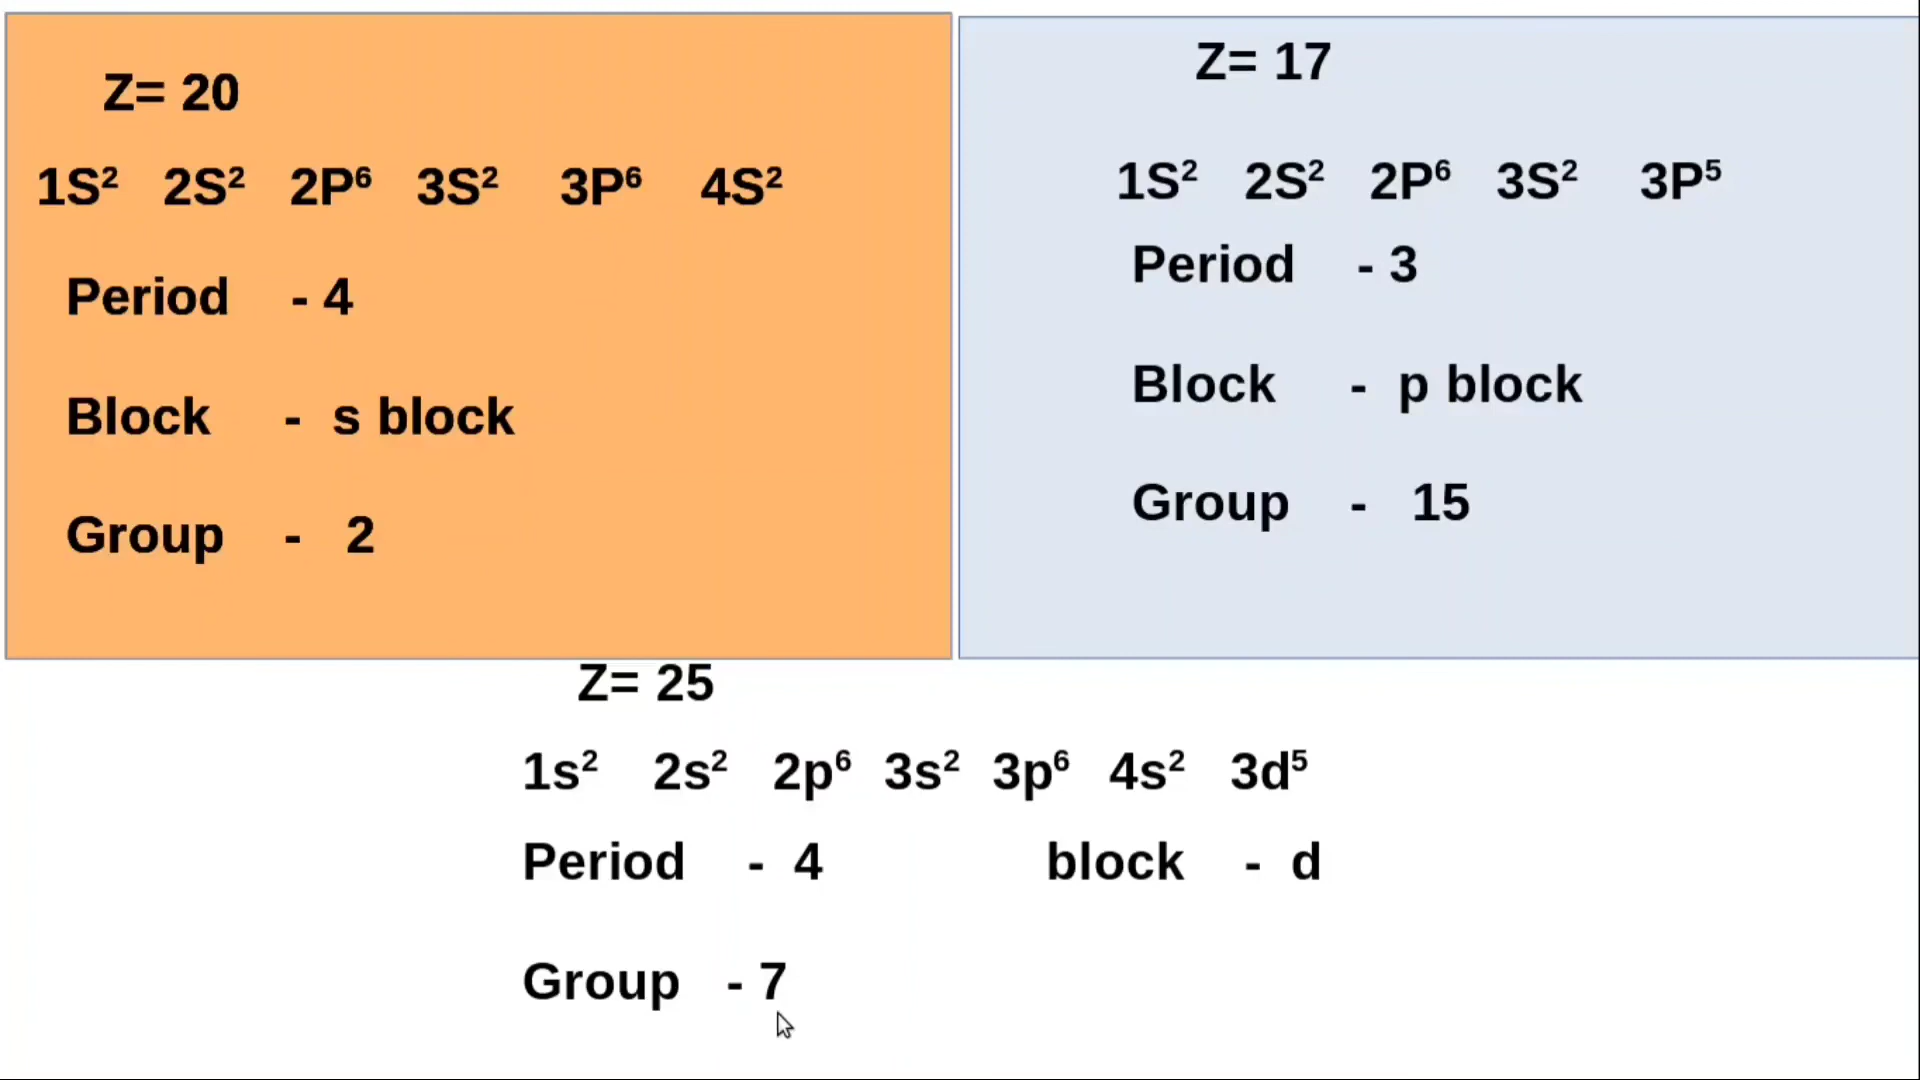 Z= 20
1S² 2S² 2P⁶ 3S² 3P⁶ 4S²
Period - 4
Block - s block
Group - 2
Z= 17
1S² 2S² 2P⁶ 3S² 3P⁵
Period - 3
Block - p block
Group - 15
Z= 25
1s² 2s² 2p⁶ 3s² 3p⁶ 4s² 3d⁵
Period - 4 block - d
Group - 7